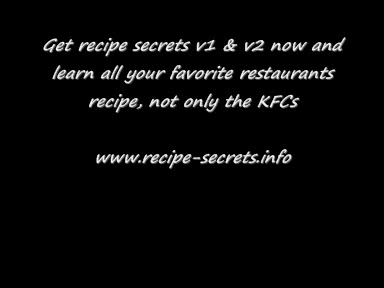 Get recipe secrets v1 & v2 now and
learn all your favorite restaurants
recipe, not only the KFCs
www.recipe-secrets.info